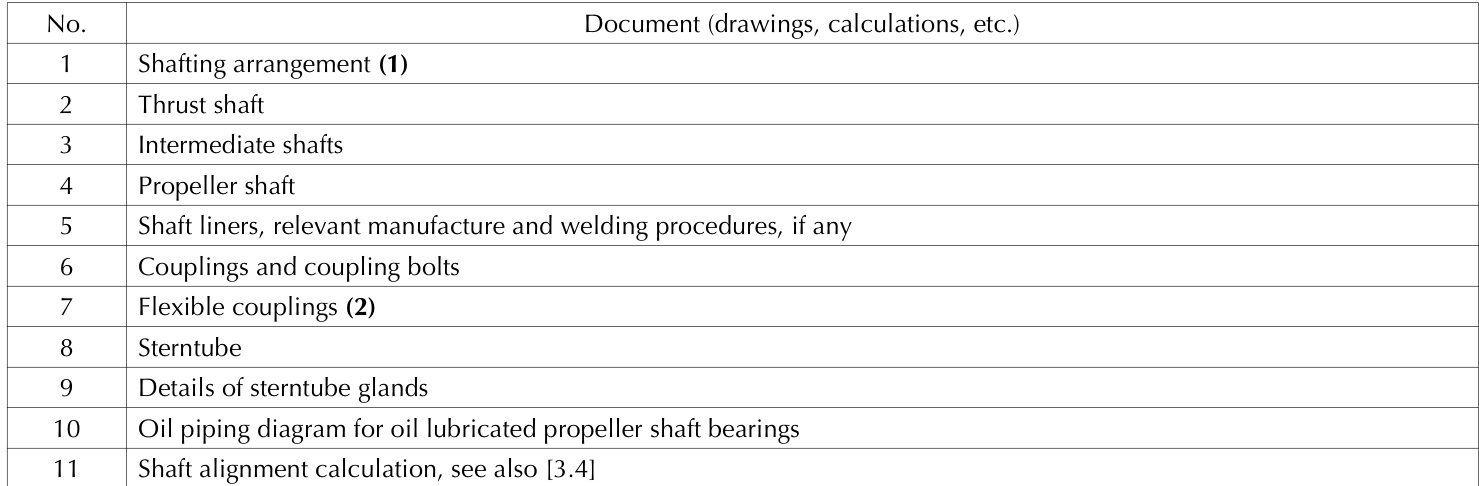 No. Document (drawings, calculations, etc.)
1 Shafting arrangement (1)
2 Thrust shaft
3 Intermediate shafts
4 Propeller shaft
5 Shaft liners, relevant manufacture and welding procedures, if any
6 Couplings and coupling bolts
7 Flexible couplings (2)
8 Sterntube
9 Details of sterntube glands
10 Oil piping diagram for oil lubricated propeller shaft bearings
11 Shaft alignment calculation, see also [3.4]